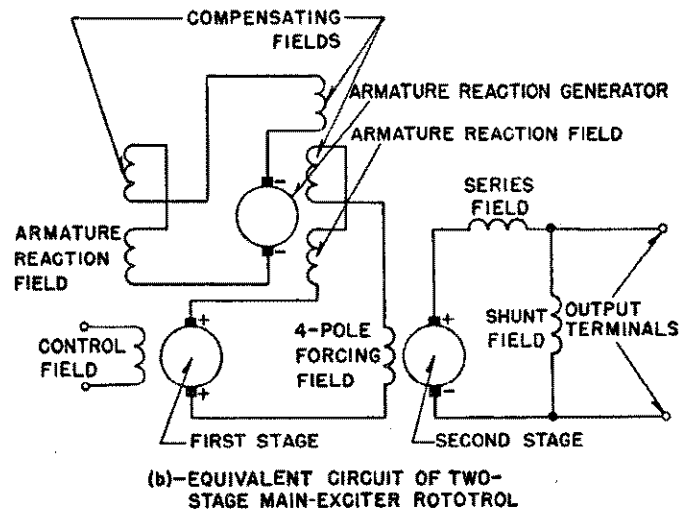 COMPENSATING
FIELDS
ARMATURE REACTION GENERATOR
ARMATURE REACTION FIELD
SERIES
FIELD
-
-
ARMATURE
REACTION
FIELD
CONTROL
FIELD
+
+
4-POLE
FORCING
FIELD
+
-
SHUNT
FIELD
OUTPUT
TERMINALS
FIRST STAGE
SECOND STAGE
(b)-EQUIVALENT CIRCUIT OF TWO-
STAGE MAIN-EXCITER ROTOTROL